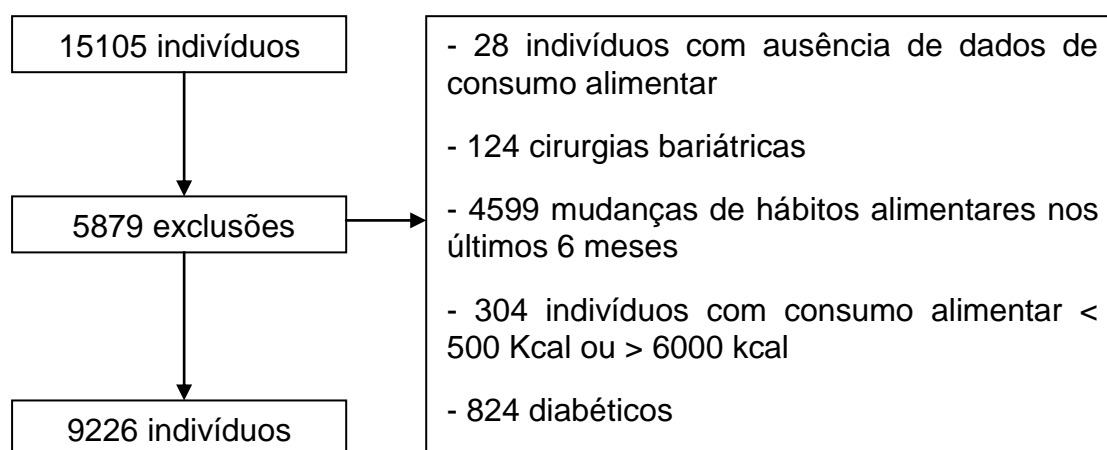 15105 indivíduos
5879 exclusões
9226 indivíduos
- 28 indivíduos com ausência de dados de
consumo alimentar
- 124 cirurgias bariátricas
- 4599 mudanças de hábitos alimentares nos
últimos 6 meses
- 304 indivíduos com consumo alimentar <
500 Kcal ou > 6000 kcal
- 824 diabéticos